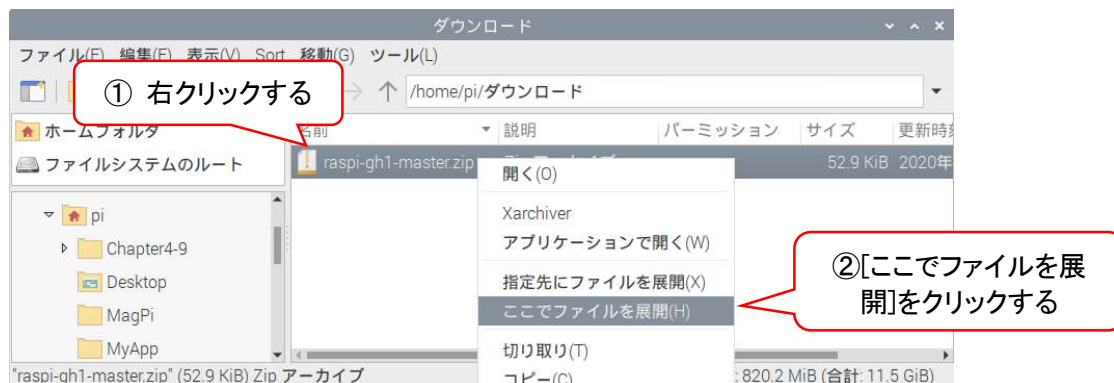 ダウンロード
ファイル(F) 編集(E) 表示(V) Sort 移動(G) ツール(L)
① 右クリックする
/home/pi/ダウンロード
ホームフォルダ
ファイルシステムのルート
名前 説明 パーミッション サイズ 更新時刻
raspi-gh1-master.zip 52.9 KiB 2020年
pi
Chapter4-9
Desktop
MagPi
MyApp
開く(O)
Xarchiver
アプリケーションで開く(W)
指定先にファイルを展開(X)
ここでファイルを展開(H)
切り取り(T)
コピー(C)
②[ここでファイルを展
開]をクリックする
"raspi-gh1-master.zip" (52.9 KiB) Zip アーカイブ
: 820.2 MiB (合計: 11.5 GiB)